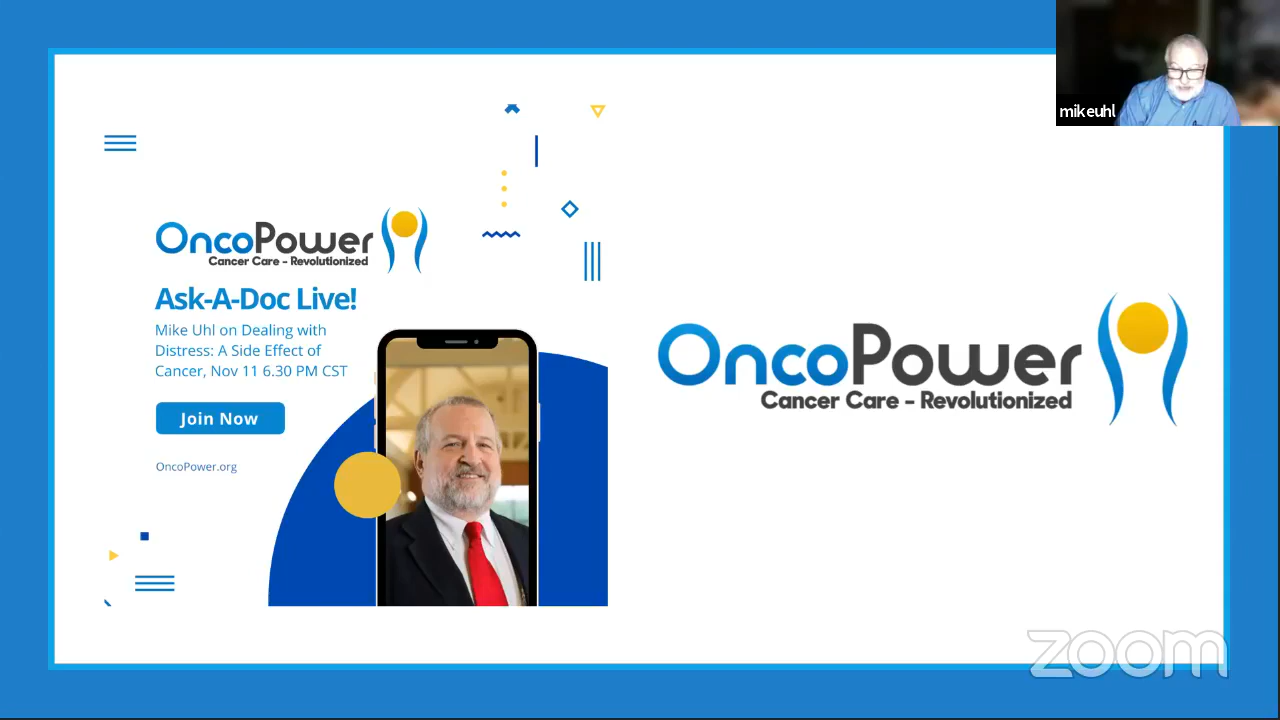 mikeuhl
OncoPower
Cancer Care - Revolutionized
Ask-A-Doc Live!
Mike Uhl on Dealing with
Distress: A Side Effect of
Cancer, Nov 11 6.30 PM CST
Join Now
OncoPower.org
OncoPower
Cancer Care - Revolutionized
zoom